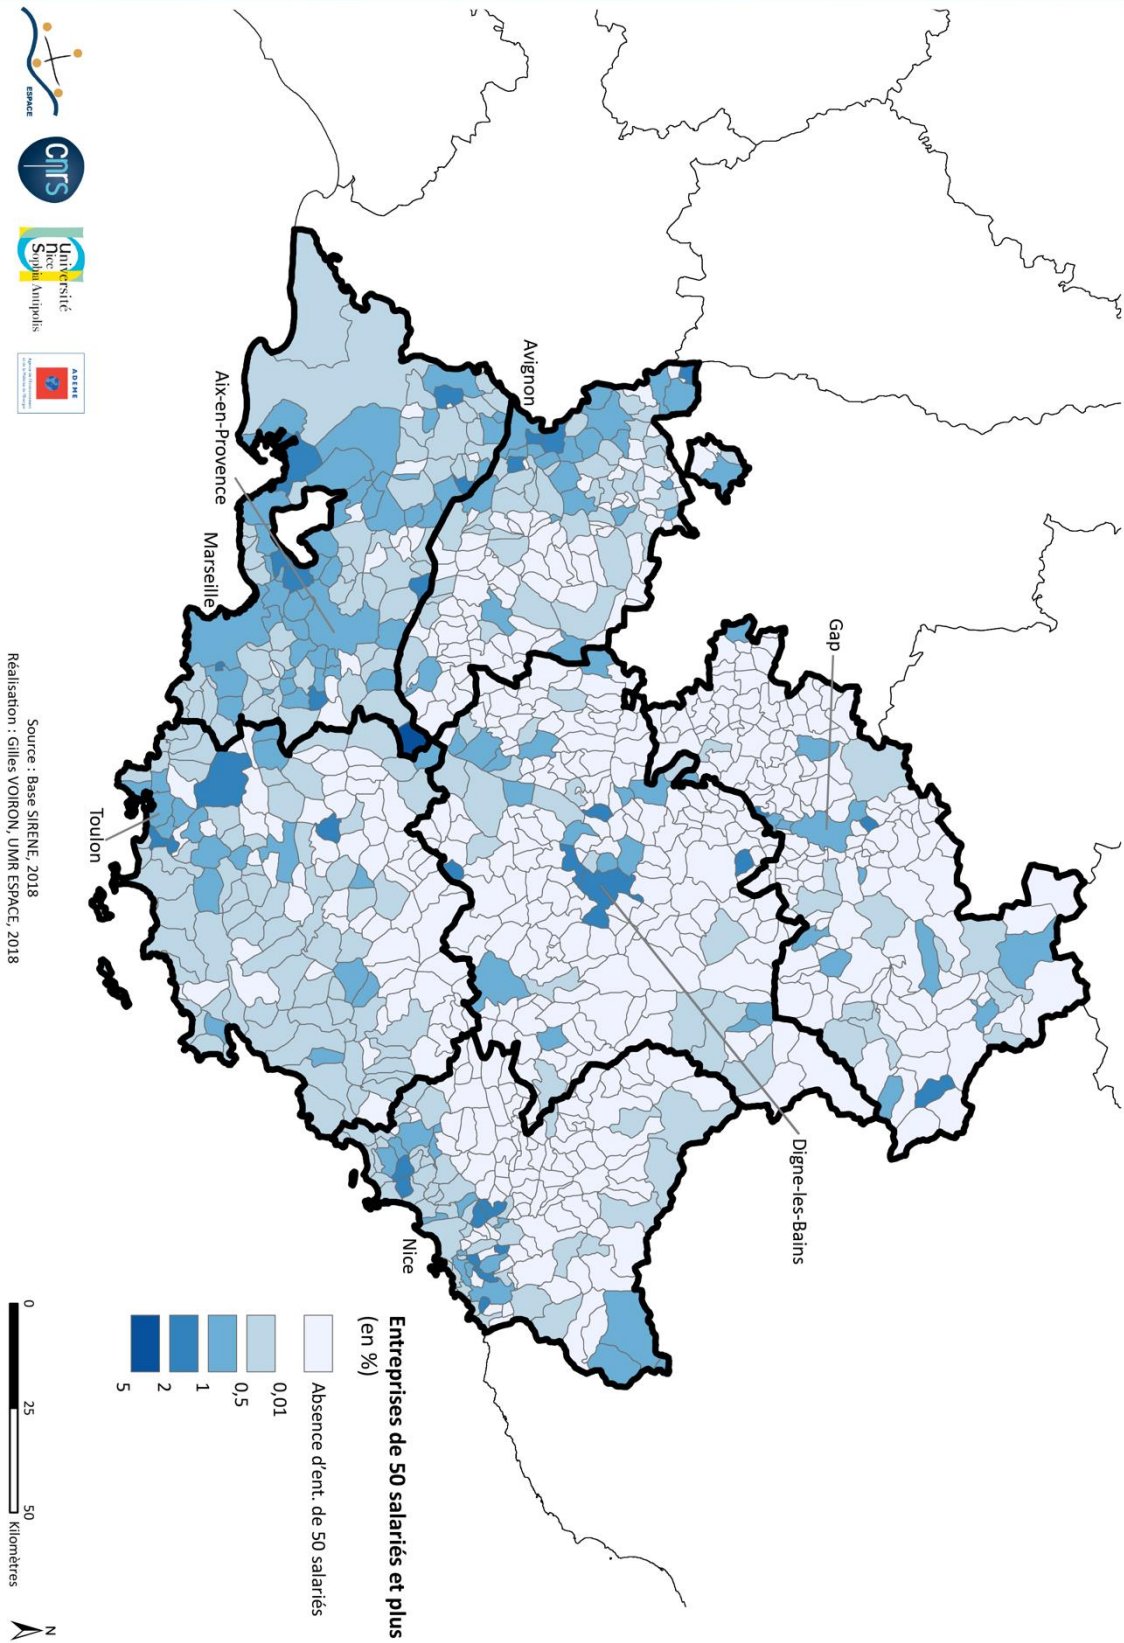 Gap
Avignon
Digne-les-Bains
Aix-en-Provence
Marseille
Nice
Toulon
Entreprises de 50 salariés et plus
(en %)
Absence d'ent. de 50 salariés
0,01
0,5
1
2
5
0 25 50
Kilomètres
N
Source : Base SIRENE, 2018
Réalisation : Gilles VOIRON, UMR ESPACE, 2018
ESPACE
cnrs
Université
nice
Sophia Antipolis
ADEME